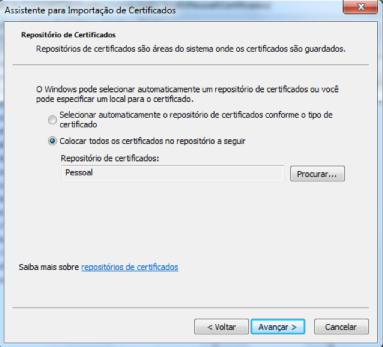 Assistente para Importação de Certificados
Repositório de Certificados
Repositórios de certificados são áreas do sistema onde os certificados são guardados.
O Windows pode selecionar automaticamente um repositório de certificados ou você
pode especificar um local para o certificado.
Selecionar automaticamente o repositório de certificados conforme o tipo de
certificado
Colocar todos os certificados no repositório a seguir
Repositório de certificados:
Pessoal
Procurar...
Saiba mais sobre repositórios de certificados
< Voltar
Avançar >
Cancelar